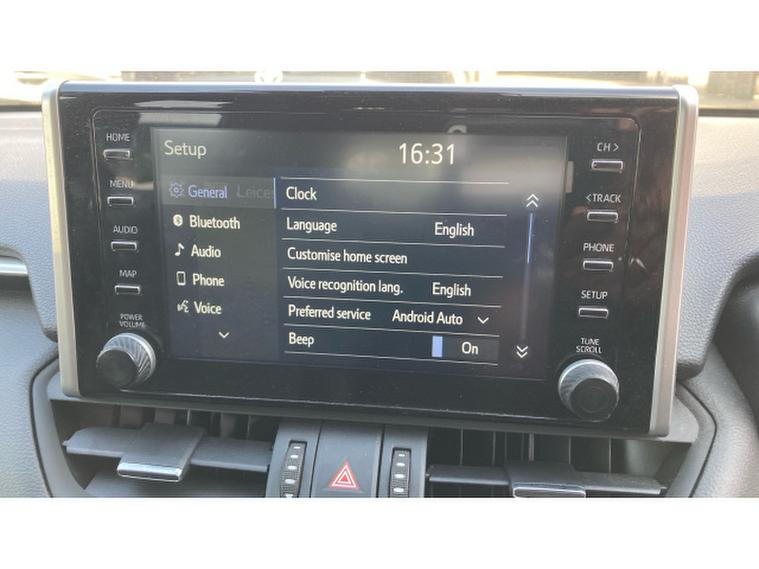 HOME
MENU
AUDIO
MAP
POWER
VOLUME
Setup 16:31
General Leices
Bluetooth
Audio
Phone
Voice
Clock
Language English
Customise home screen
Voice recognition lang. English
Preferred service Android Auto
Beep On
CH >
< TRACK
PHONE
SETUP
TUNE
SCROLL